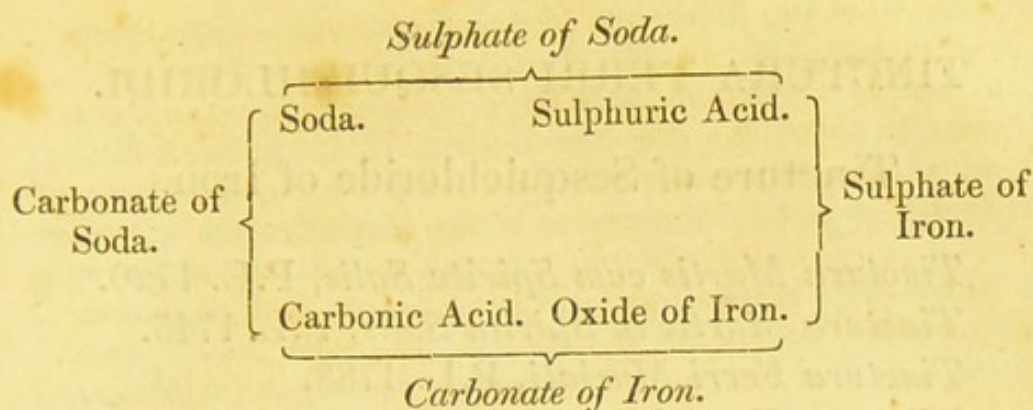 Sulphate of Soda.
Soda. Sulphuric Acid.
Carbonate of
Soda.
Sulphate of
Iron.
Carbonic Acid. Oxide of Iron.
Carbonate of Iron.